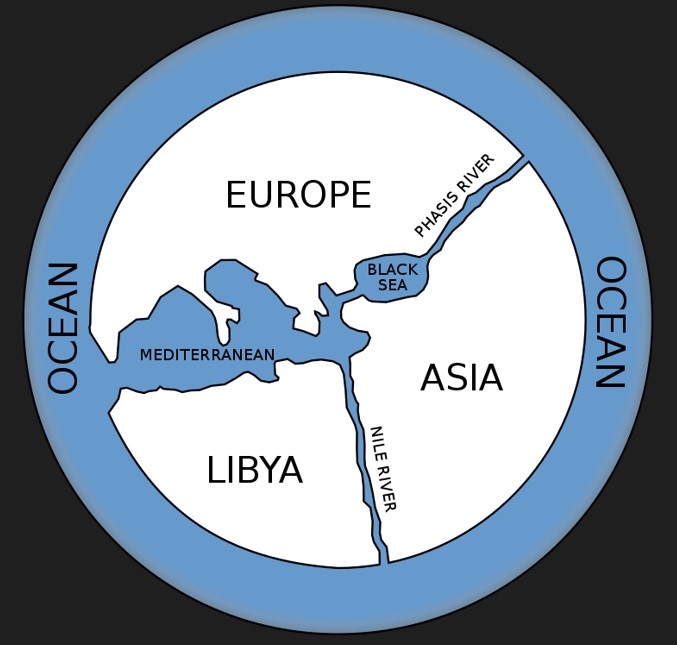 EUROPE
PHASIS RIVER
BLACK
SEA
OCEAN
OCEAN
MEDITERRANEAN
ASIA
LIBYA
NILE RIVER